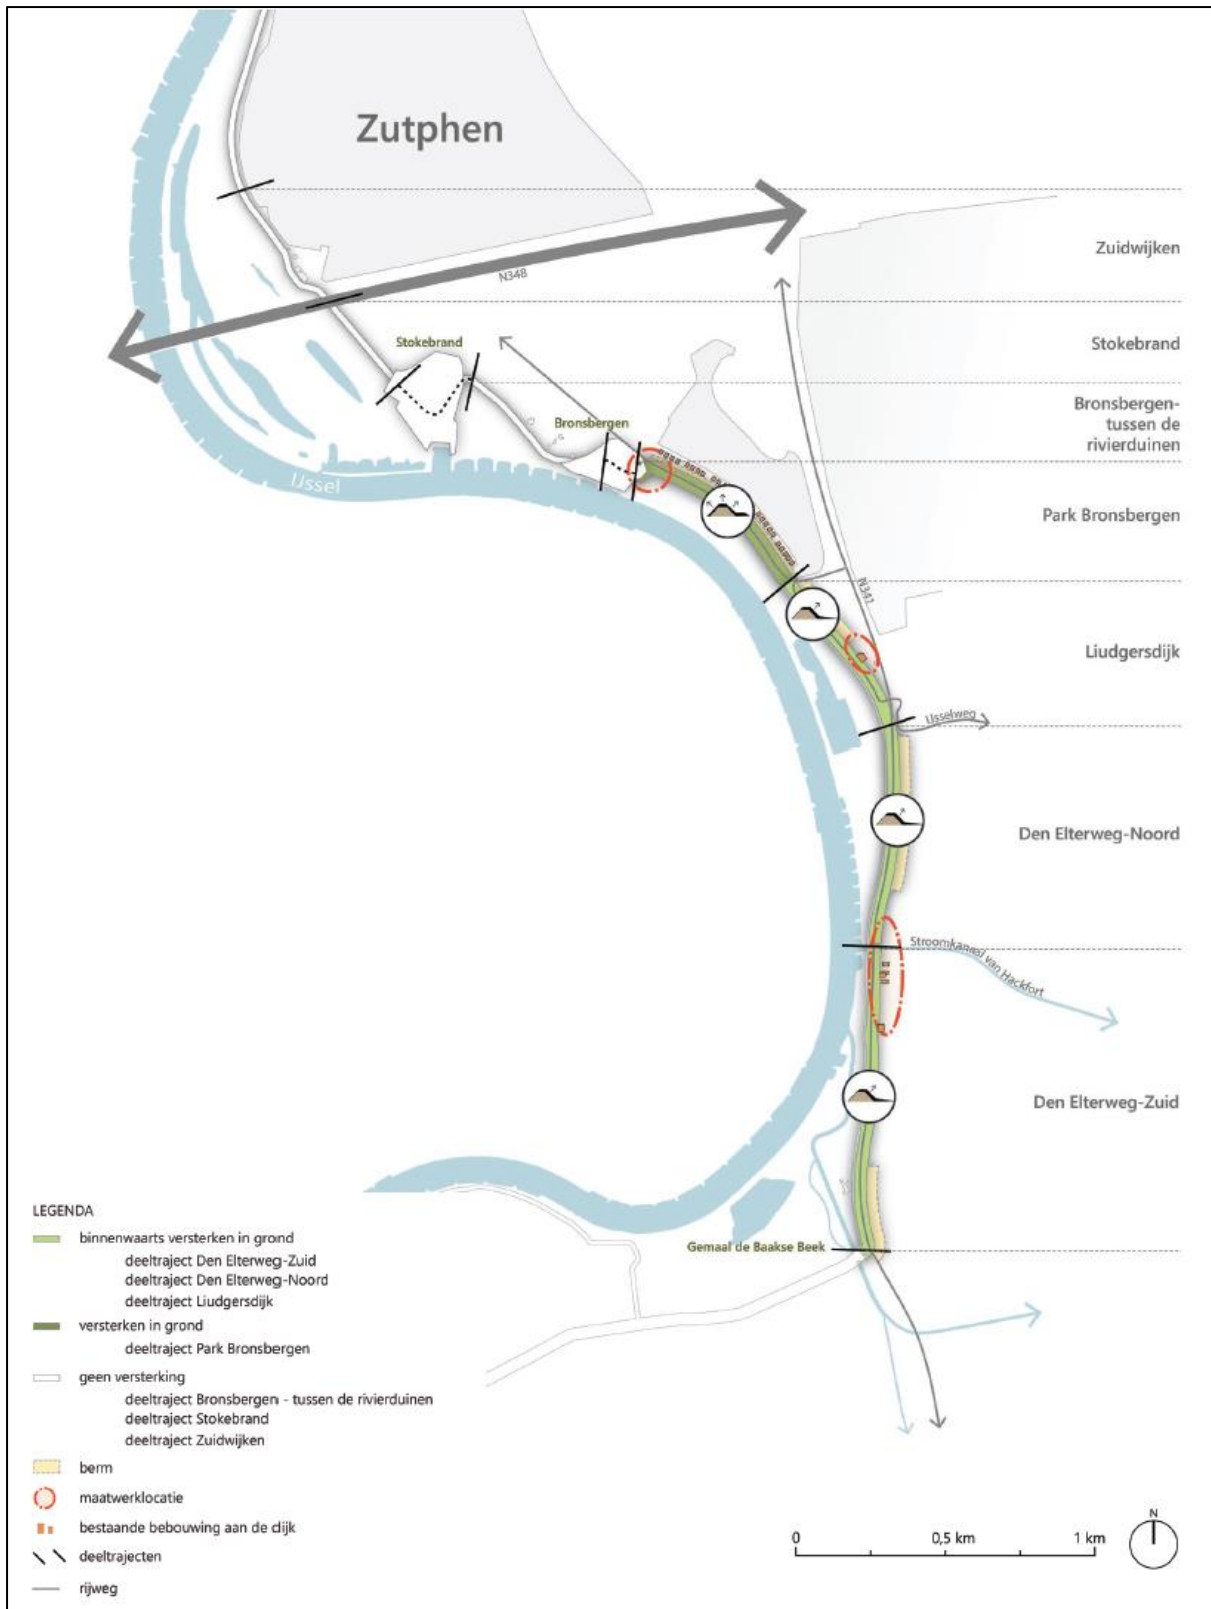 Zutphen
Zuidwijken
N348
Stokebrand
Stokebrand
Bronsbergen-
tussen de
rivierduinen
Bronsbergen
IJssel
Park Bronsbergen
N341
Liudgersdijk
IJsselweg
Den Elterweg-Noord
Stroomkanaal van Hackfort
Den Elterweg-Zuid
Gemaal de Baakse Beek
LEGENDA
binnenwaarts versterken in grond
deeltraject Den Elterweg-Zuid
deeltraject Den Elterweg-Noord
deeltraject Liudgersdijk
versterken in grond
deeltraject Park Bronsbergen
geen versterking
deeltraject Bronsbergen - tussen de rivierduinen
deeltraject Stokebrand
deeltraject Zuidwijken
berm
maatwerklocatie
bestaande bebouwing aan de dijk
deeltrajecten
rijweg
0 0,5 km 1 km
N